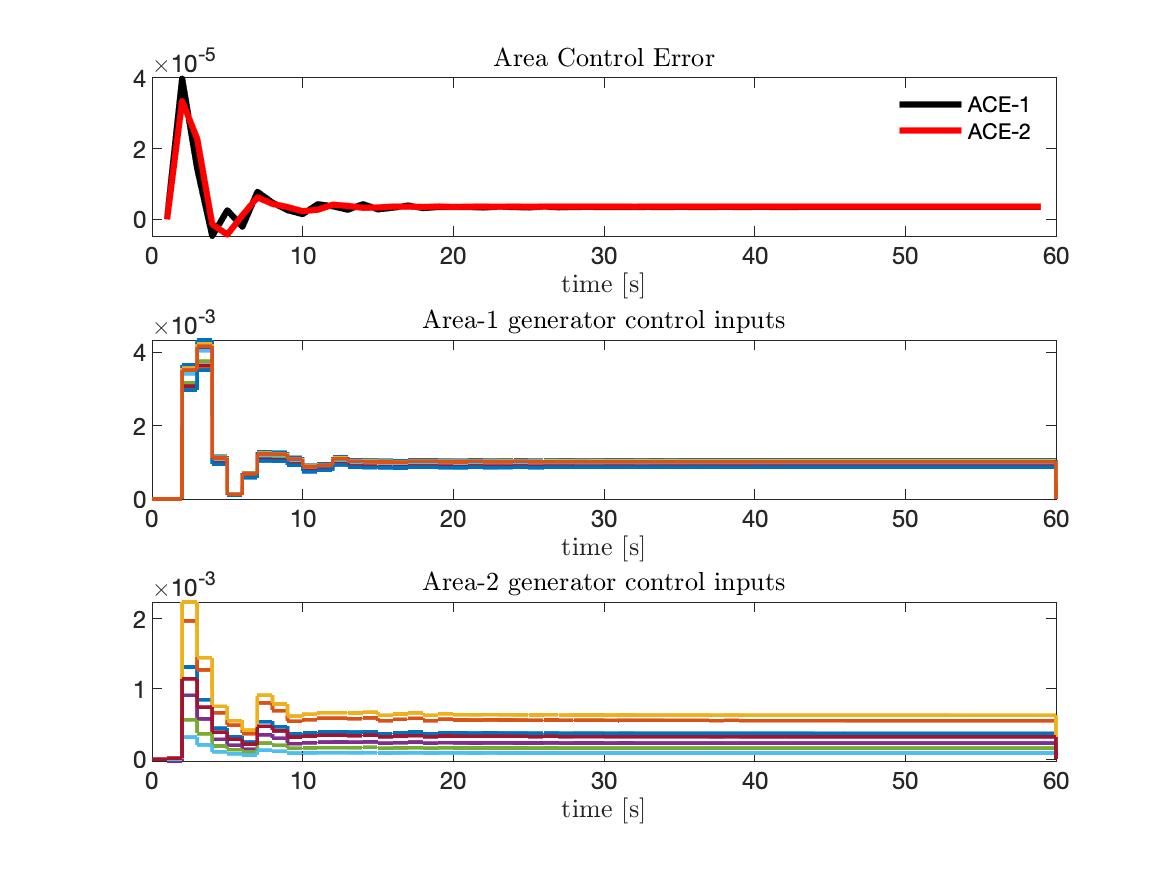 Area Control Error
×10-5
4
2
0
ACE-1
ACE-2
0 10 20 30 40 50 60
time [s]
Area-1 generator control inputs
×10-3
4
2
0
0 10 20 30 40 50 60
time [s]
Area-2 generator control inputs
×10-3
2
1
0
0 10 20 30 40 50 60
time [s]